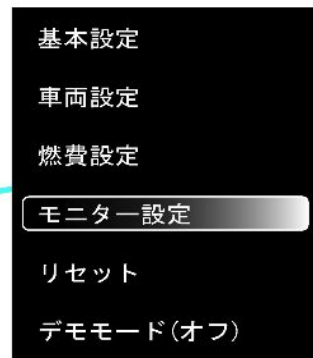 基本設定
車両設定
燃費設定
モニター設定
リセット
デモモード(オフ)